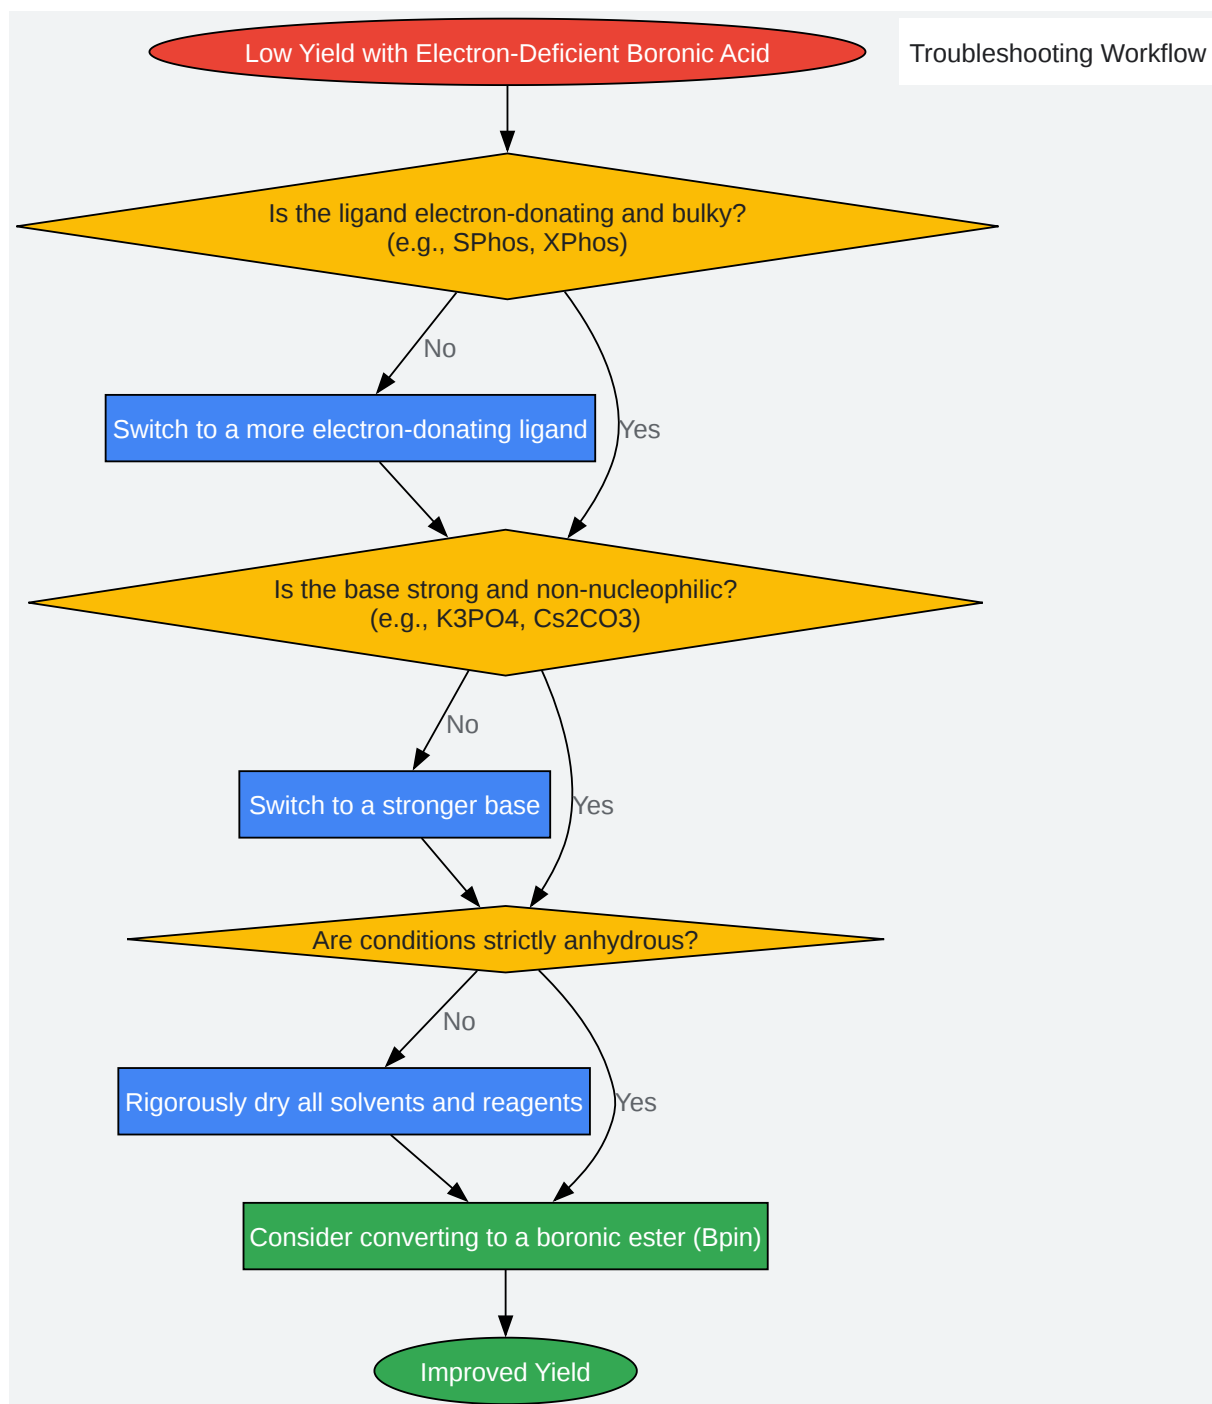 Low Yield with Electron-Deficient Boronic Acid
Troubleshooting Workflow
Is the ligand electron-donating and bulky?
(e.g., SPhos, XPhos)
No
Switch to a more electron-donating ligand
Yes
Is the base strong and non-nucleophilic?
(e.g., K3PO4, Cs2CO3)
No
Switch to a stronger base
Yes
Are conditions strictly anhydrous?
No
Rigorously dry all solvents and reagents
Yes
Consider converting to a boronic ester (Bpin)
Improved Yield